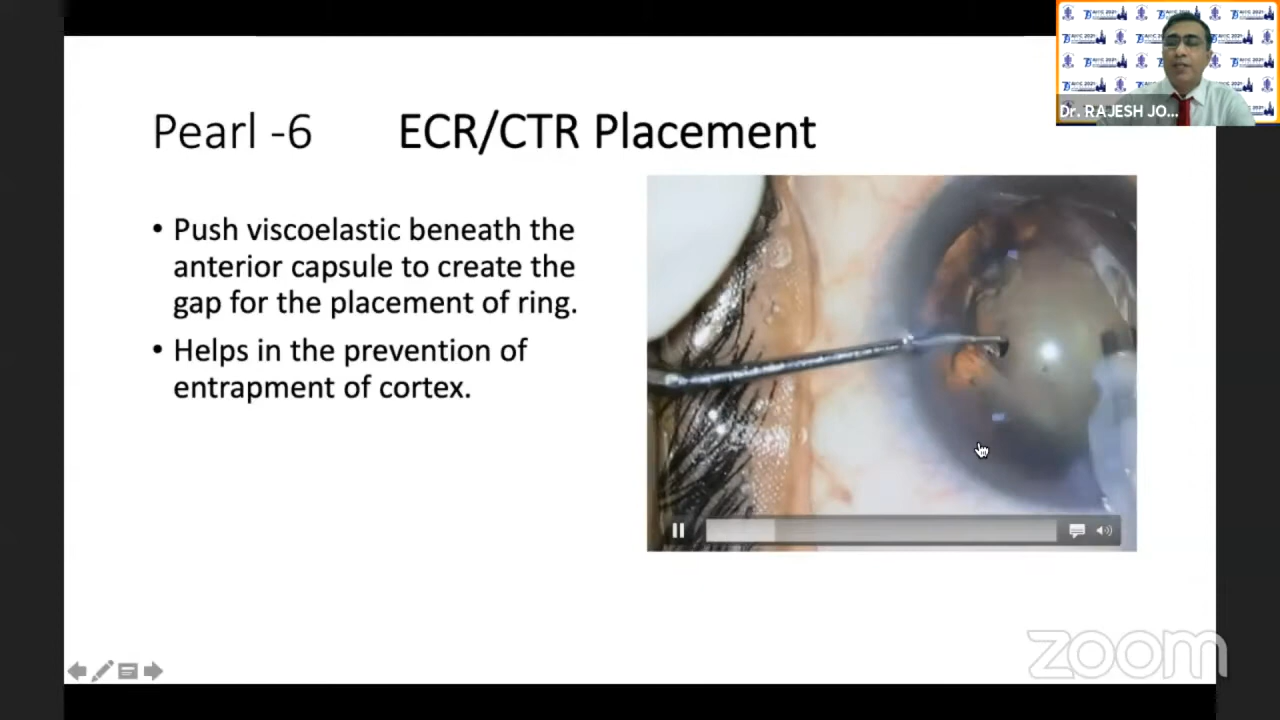 Pearl -6 ECR/CTR Placement
• Push viscoelastic beneath the
anterior capsule to create the
gap for the placement of ring.
• Helps in the prevention of
entrapment of cortex.
Dr. RAJESH JO...
zoom